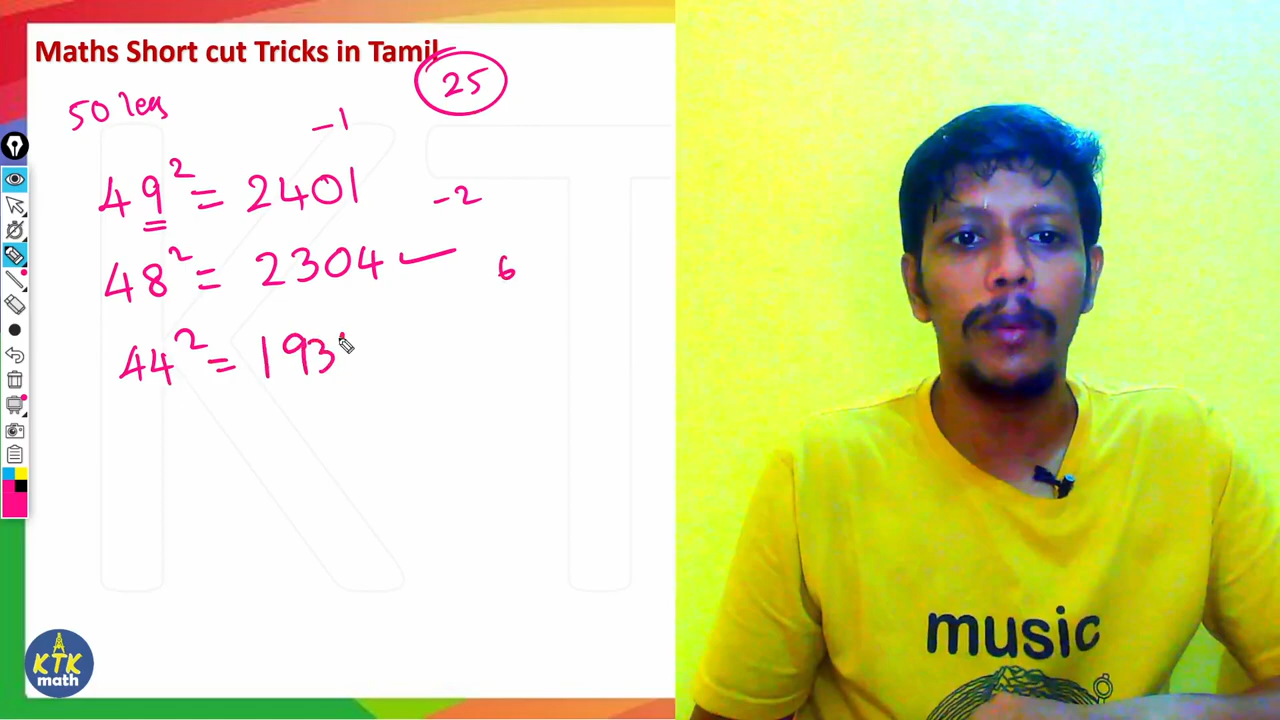 Maths Short cut Tricks in Tamil
25
50 less
-1
49² = 2401
-2
48² = 2304
6
44² = 193
KTK
math
music